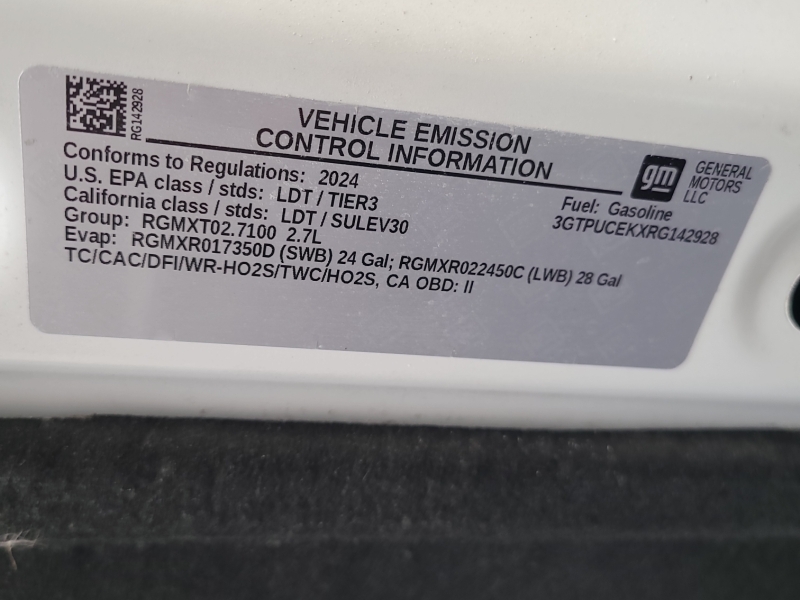 RG142928
VEHICLE EMISSION
CONTROL INFORMATION
Conforms to Regulations: 2024
U.S. EPA class / stds: LDT / TIER3
California class / stds: LDT / SULEV30
Group: RGMXT02.7100 2.7L
Evap: RGMXR017350D (SWB) 24 Gal; RGMXR022450C (LWB) 28 Gal
TC/CAC/DFI/WR-HO2S/TWC/HO2S, CA OBD: II
gm
GENERAL
MOTORS
LLC
Fuel: Gasoline
3GTPUCEKXRG142928